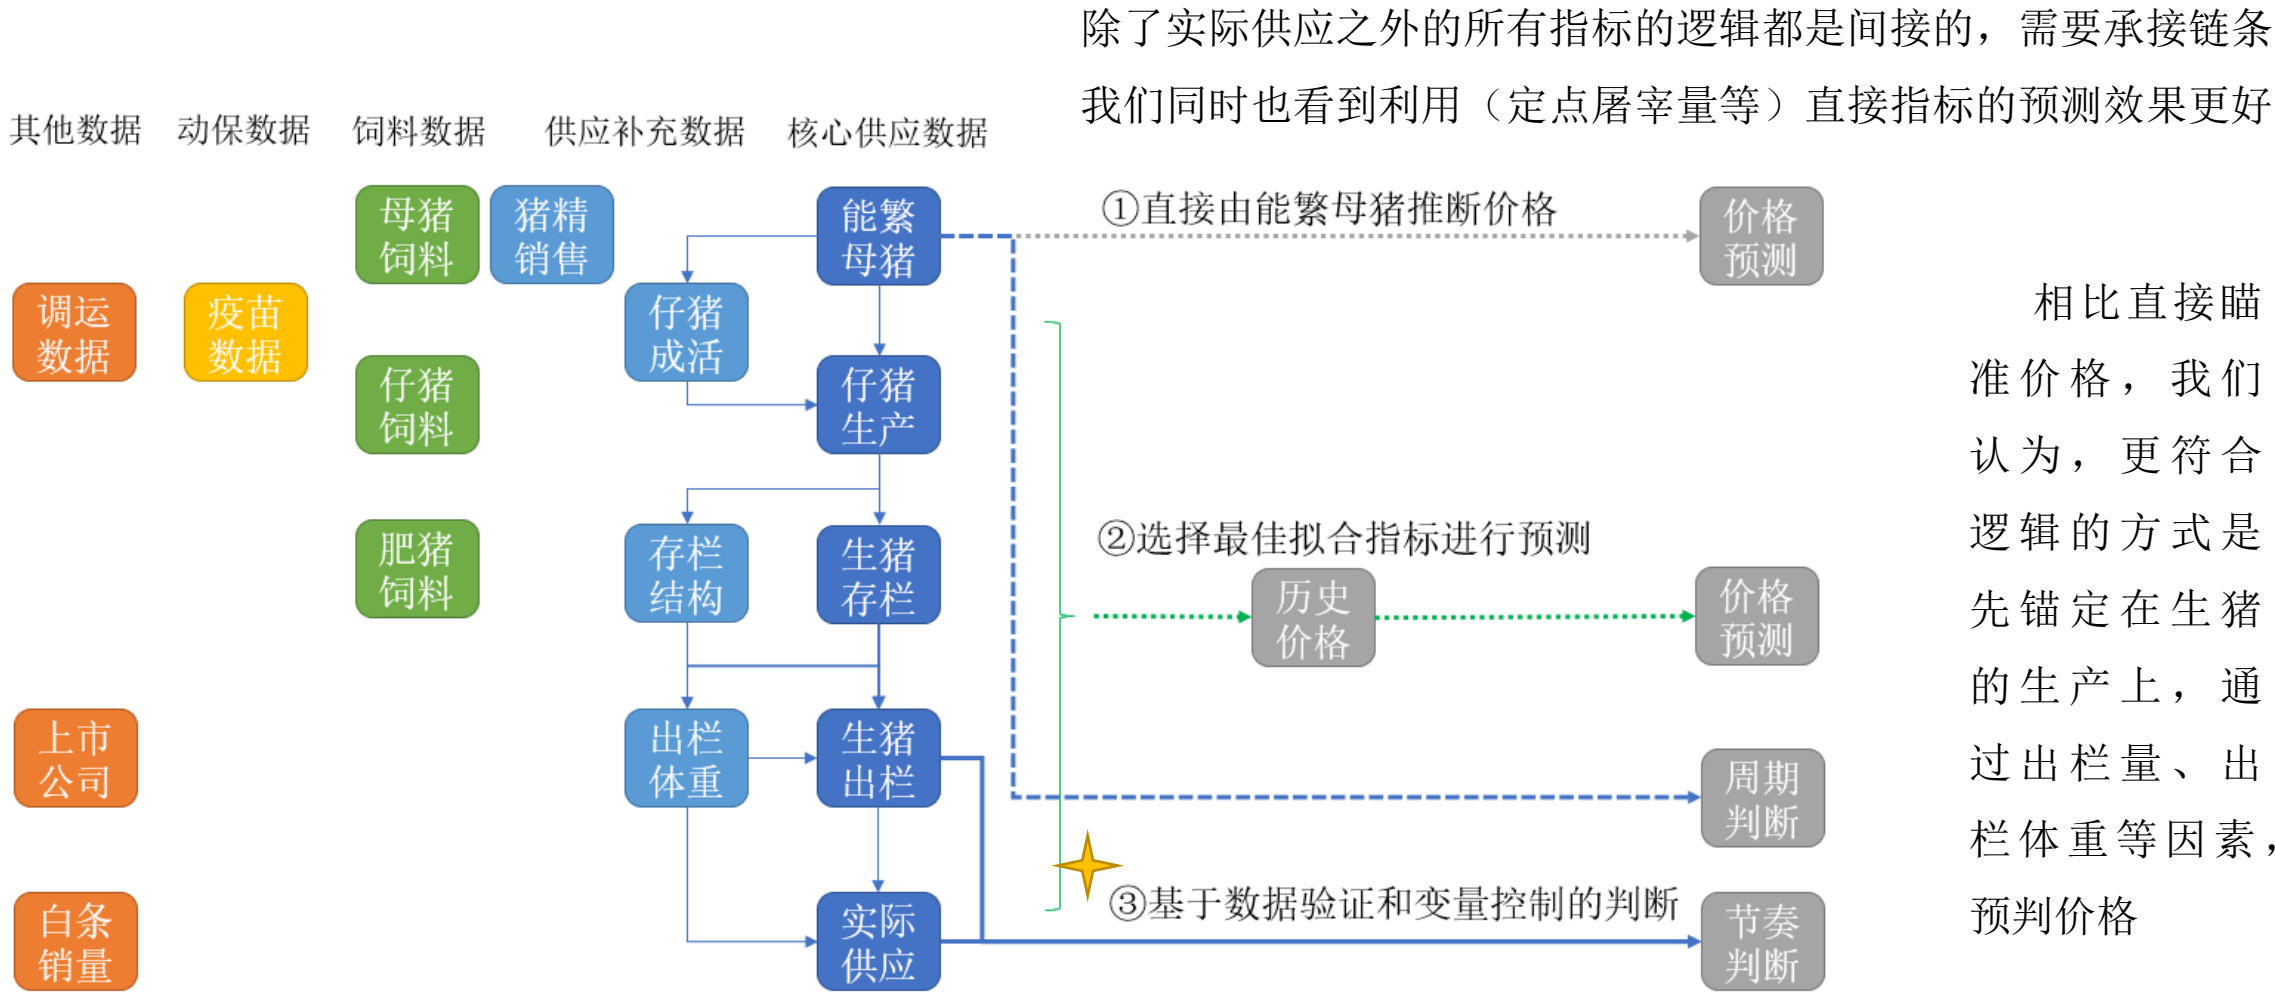 除了实际供应之外的所有指标的逻辑都是间接的，需要承接链条
我们同时也看到利用（定点屠宰量等）直接指标的预测效果更好
其他数据
动保数据
饲料数据
供应补充数据
核心供应数据
母猪
饲料
猪精
销售
能繁
母猪
①直接由能繁母猪推断价格
价格
预测
调运
数据
疫苗
数据
仔猪
成活
仔猪
饲料
仔猪
生产
肥猪
饲料
存栏
结构
生猪
存栏
②选择最佳拟合指标进行预测
历史
价格
价格
预测
上市
公司
出栏
体重
生猪
出栏
周期
判断
白条
销量
实际
供应
③基于数据验证和变量控制的判断
节奏
判断
相比直接瞄
准价格，我们
认为，更符合
逻辑的方式是
先锚定在生猪
的生产上，通
过出栏量、出
栏体重等因素，
预判价格